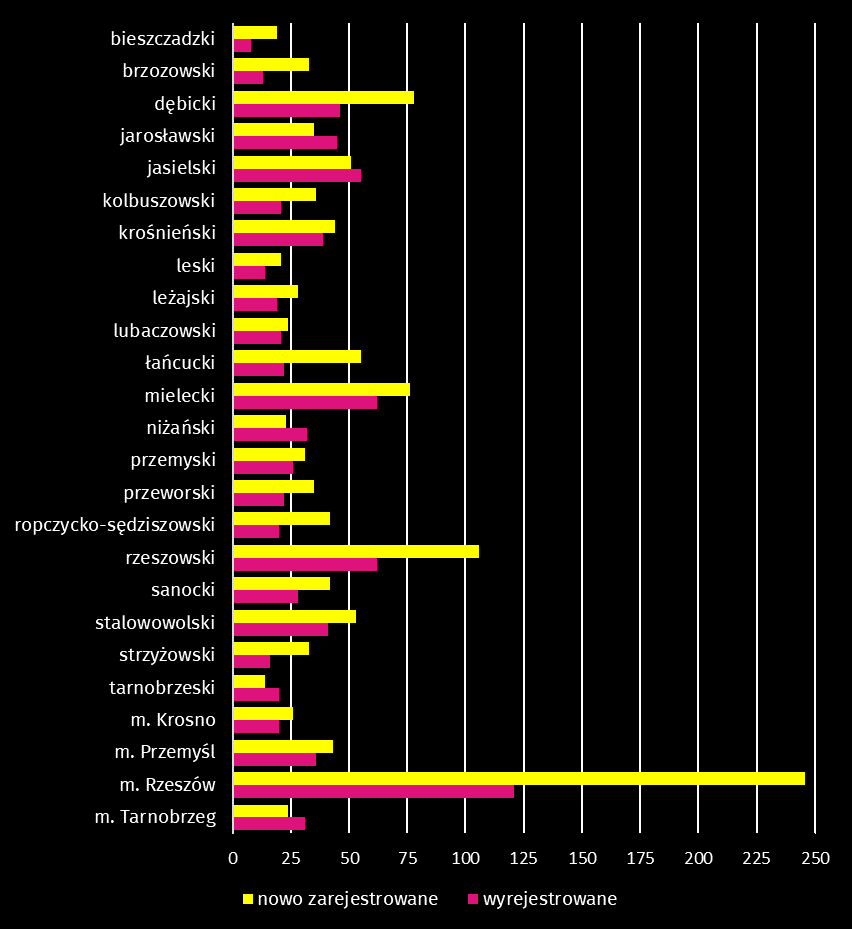 bieszczadzki
brzozowski
dębicki
jarosławski
jasielski
kolbuszowski
krośnieński
leski
leżajski
lubaczowski
łańcucki
mielecki
niżański
przemyski
przeworski
ropczycko-sędziszowski
rzeszowski
sanocki
stalowowolski
strzyżowski
tarnobrzeski
m. Krosno
m. Przemyśl
m. Rzeszów
m. Tarnobrzeg
0 25 50 75 100 125 150 175 200 225 250
nowo zarejestrowane wyrejestrowane